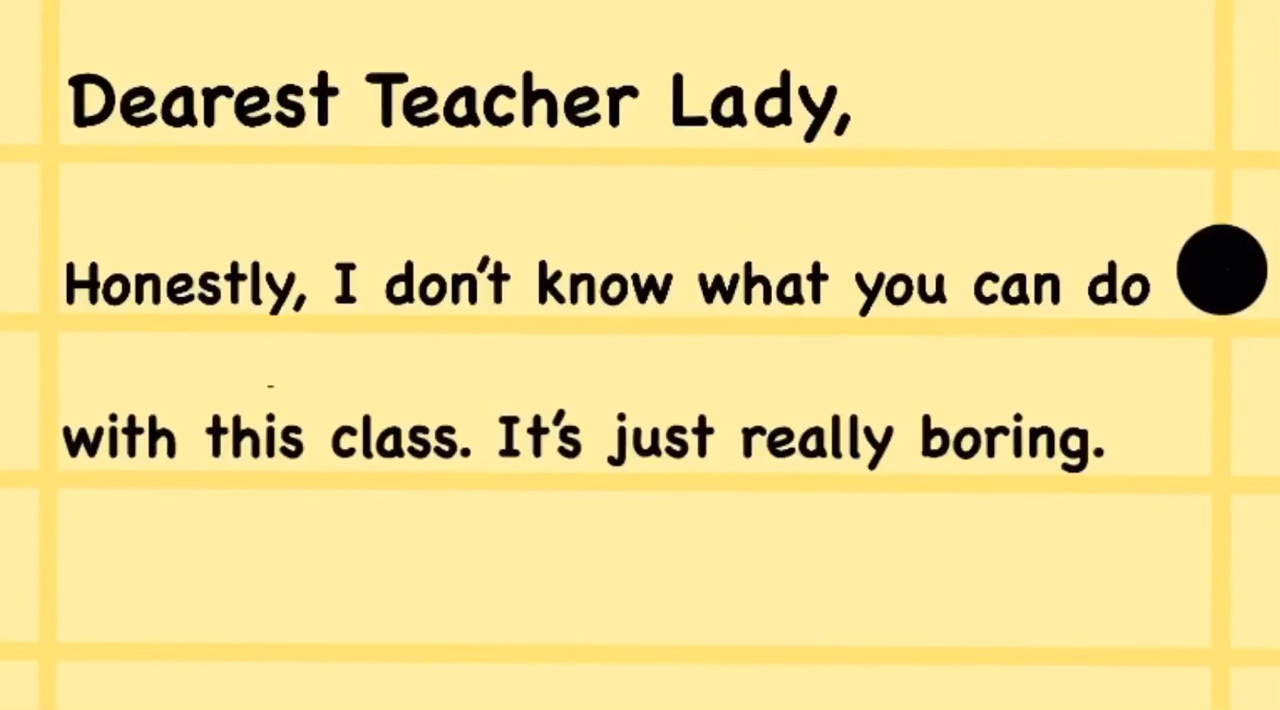 Dearest Teacher Lady,
Honestly, I don't know what you can do
with this class. It's just really boring.